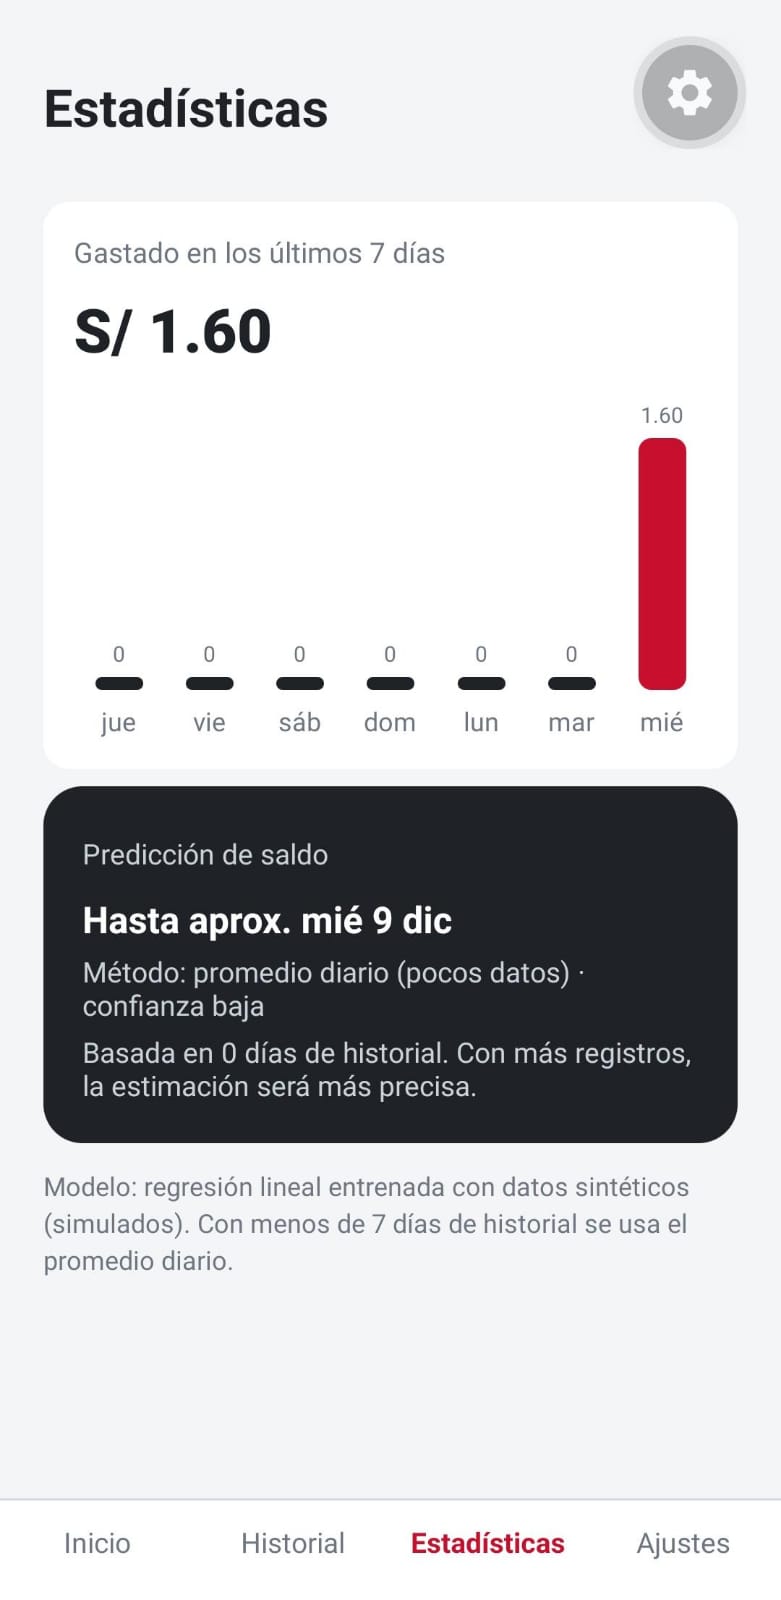 Estadísticas
Gastado en los últimos 7 días
S/ 1.60
1.60
0 0 0 0 0 0
jue vie sáb dom lun mar mié
Predicción de saldo
Hasta aprox. mié 9 dic
Método: promedio diario (pocos datos) ·
confianza baja
Basada en 0 días de historial. Con más registros,
la estimación será más precisa.
Modelo: regresión lineal entrenada con datos sintéticos
(simulados). Con menos de 7 días de historial se usa el
promedio diario.
Inicio Historial Estadísticas Ajustes